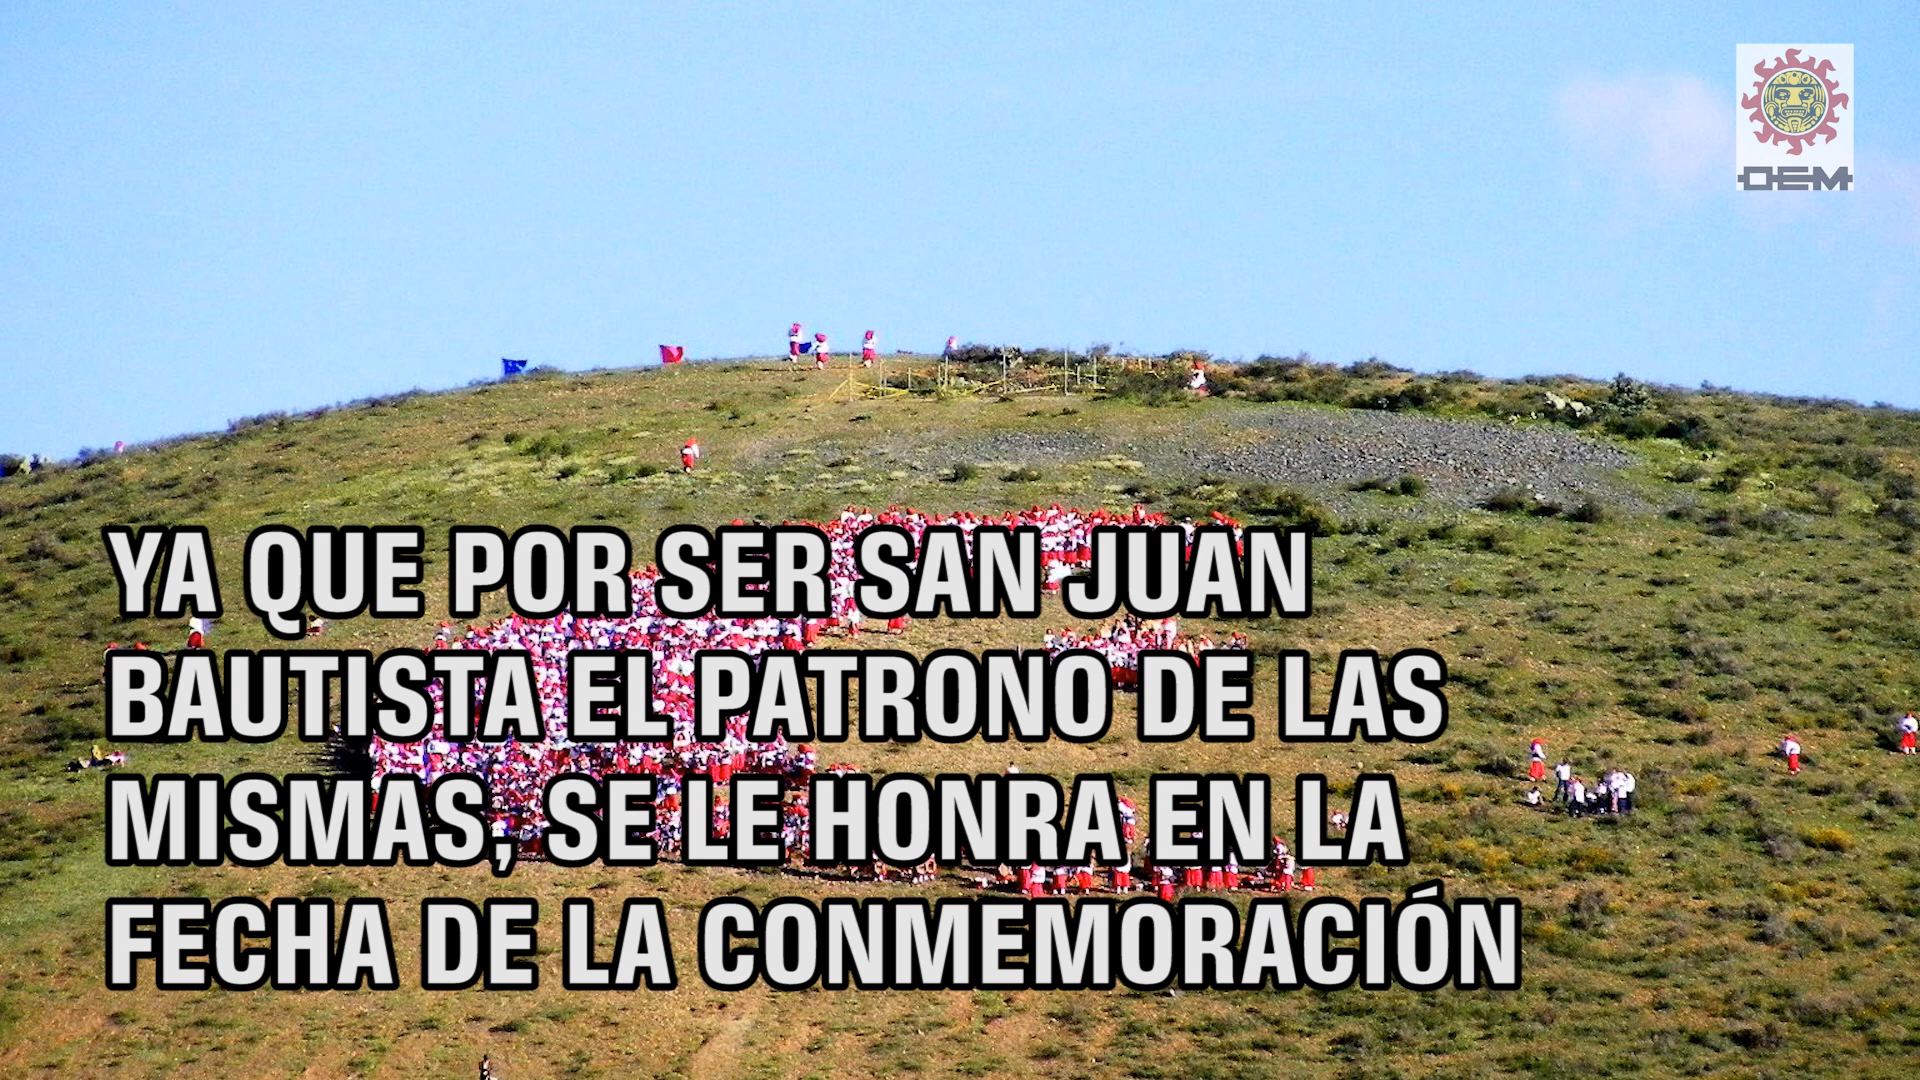 OEM
YA QUE POR SER SAN JUAN
BAUTISTA EL PATRONO DE LAS
MISMAS, SE LE HONRA EN LA
FECHA DE LA CONMEMORACIÓN